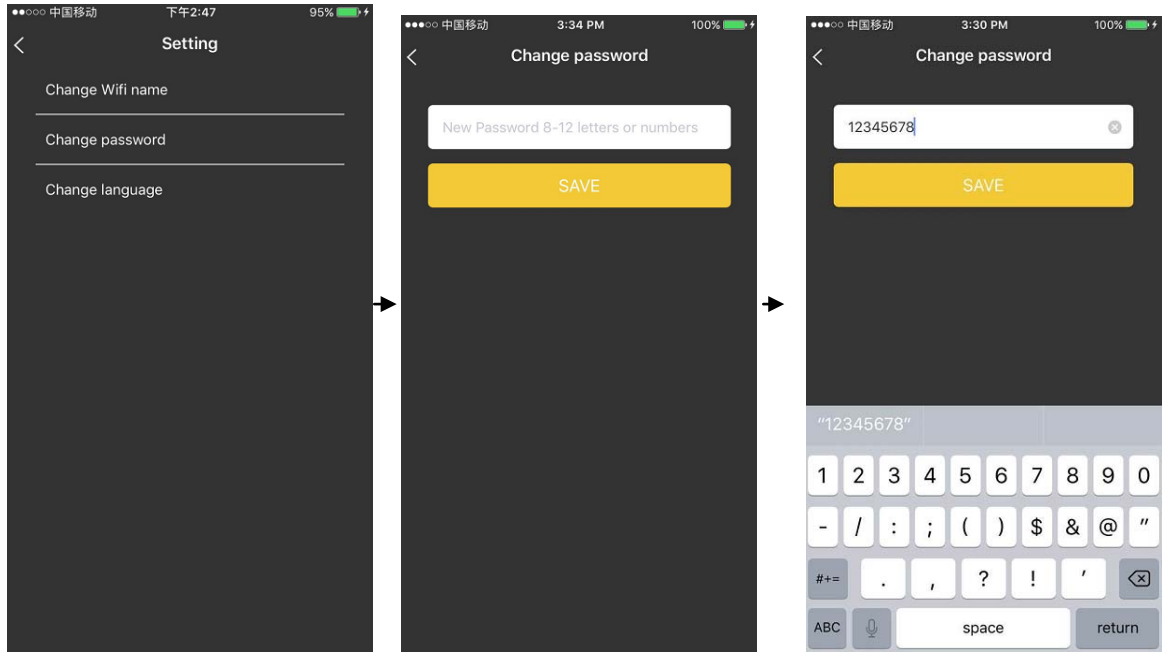 ●●○○○ 中国移动 下午2:47 95%
Setting
Change Wifi name
Change password
Change language
●●●○○ 中国移动 3:34 PM 100%
Change password
New Password 8-12 letters or numbers
SAVE
●●●○○ 中国移动 3:30 PM 100%
Change password
12345678
SAVE
"12345678"
1 2 3 4 5 6 7 8 9 0
- / : ; ( ) $ & @ "
#+= . , ? ! '
ABC space return